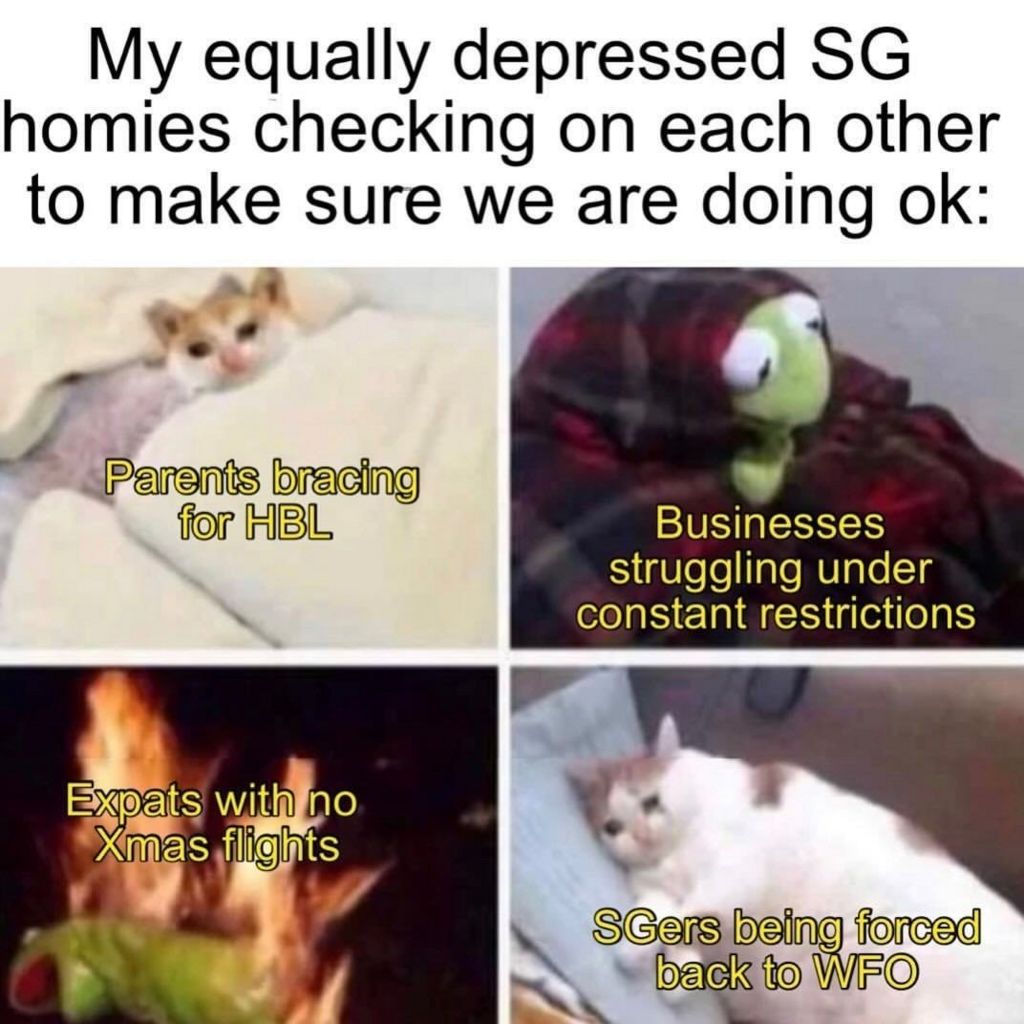 My equally depressed SG
homies checking on each other
to make sure we are doing ok:
Parents bracing
for HBL
Businesses
struggling under
constant restrictions
Expats with no
Xmas flights
SGers being forced
back to WFO